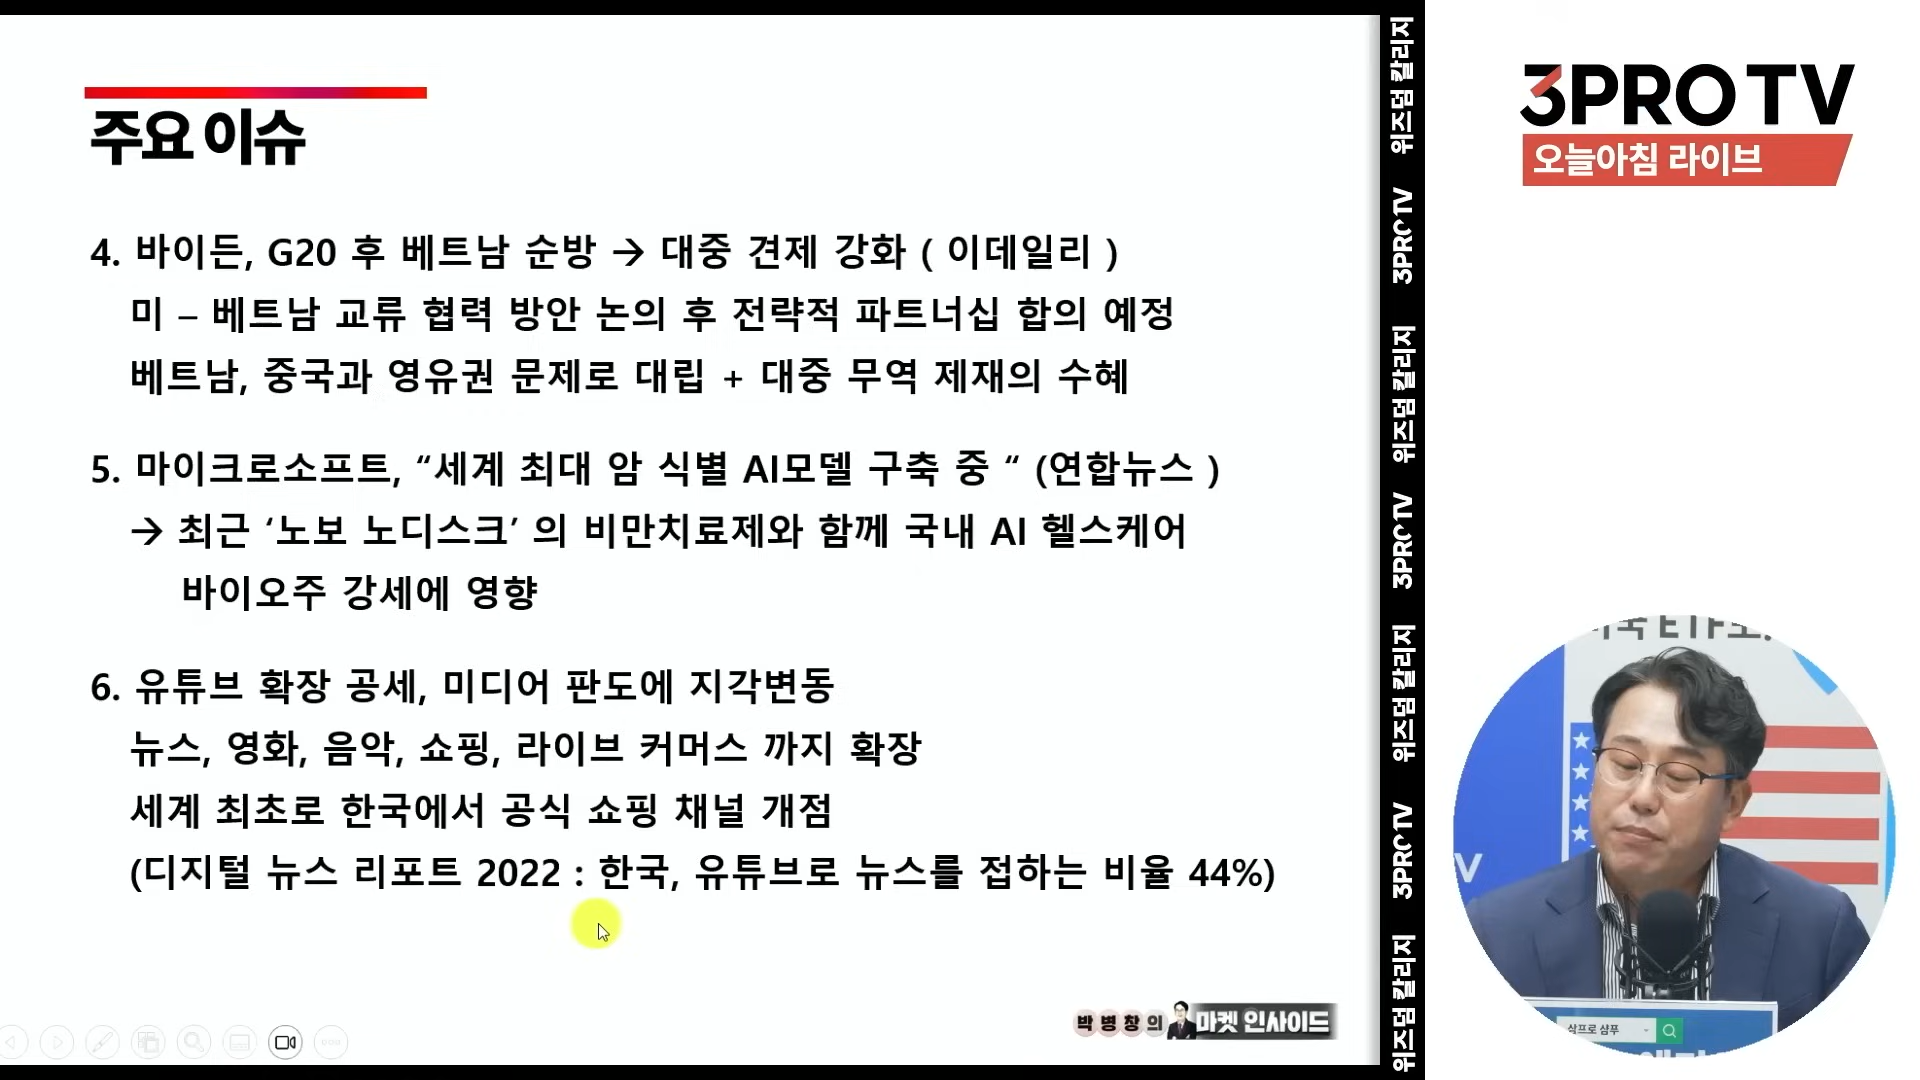 주요 이슈
4. 바이든, G20 후 베트남 순방 → 대중 견제 강화 ( 이데일리 )
미 – 베트남 교류 협력 방안 논의 후 전략적 파트너십 합의 예정
베트남, 중국과 영유권 문제로 대립 + 대중 무역 제재의 수혜
5. 마이크로소프트, “세계 최대 암 식별 AI모델 구축 중 “ (연합뉴스 )
→ 최근 ‘노보 노디스크’ 의 비만치료제와 함께 국내 AI 헬스케어
바이오주 강세에 영향
6. 유튜브 확장 공세, 미디어 판도에 지각변동
뉴스, 영화, 음악, 쇼핑, 라이브 커머스 까지 확장
세계 최초로 한국에서 공식 쇼핑 채널 개점
(디지털 뉴스 리포트 2022 : 한국, 유튜브로 뉴스를 접하는 비율 44%)
박병창의 마켓 인사이드
위즈덤 칼리지
3PROTV
위즈덤 칼리지
3PROTV
위즈덤 칼리지
3PROTV
위즈덤 칼리지
3PRO TV
오늘아침 라이브
V
삼프로 샴푸